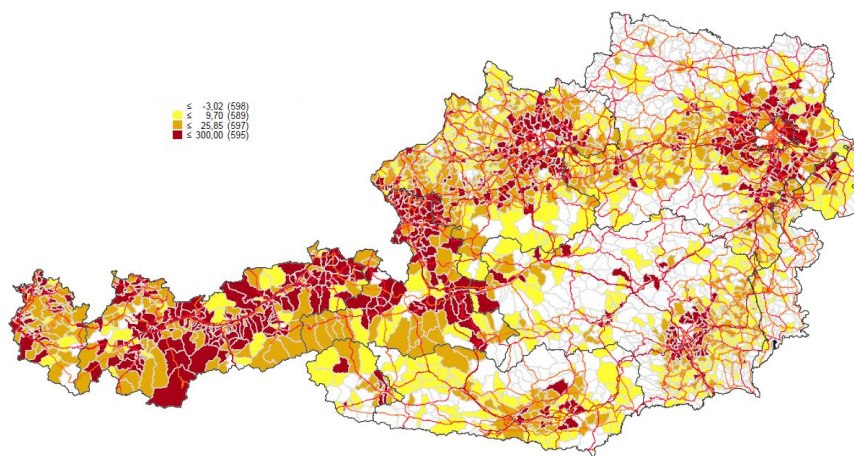 ≤ -3,02 (598)
≤ 9,70 (589)
≤ 25,85 (597)
≤ 300,00 (595)